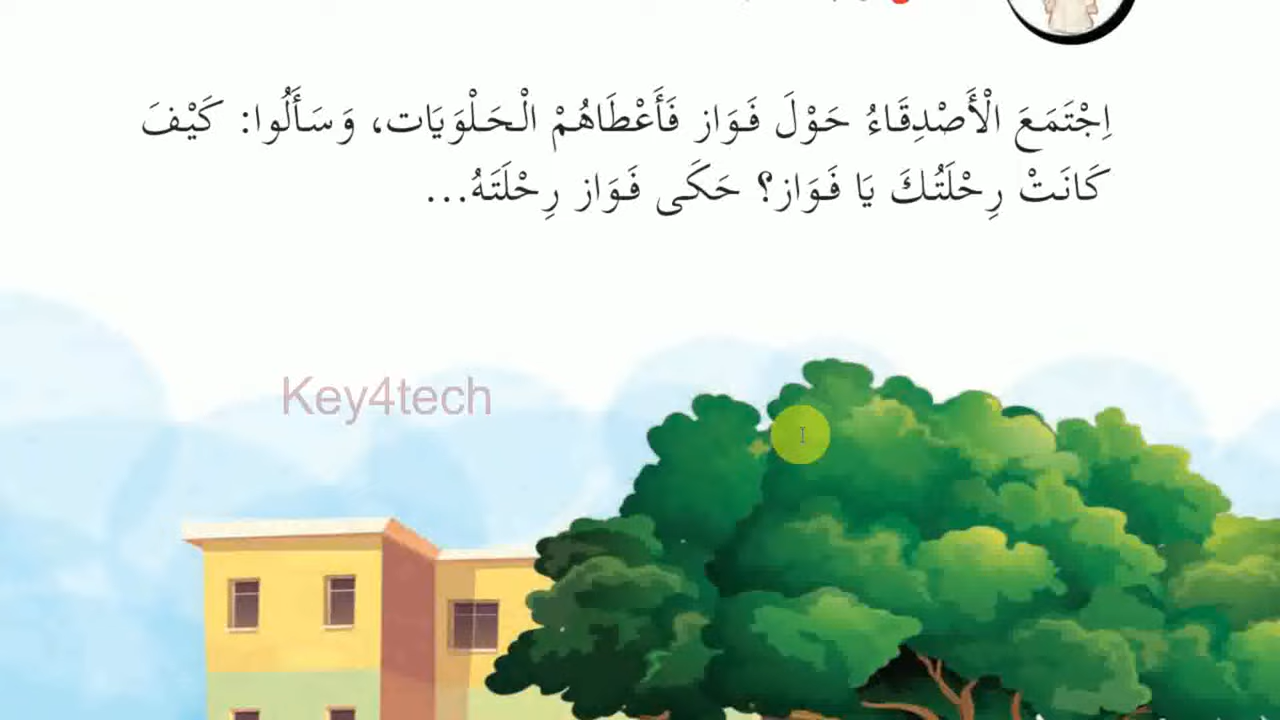 اِجْتَمَعَ الْأَصْدِقَاءُ حَوْلَ فَوَاز فَأَعْطَاهُمْ الْحَلْوَيَات، وَسَأَلُوا: كَيْفَ
كَانَتْ رِحْلَتُكَ يَا فَوَاز؟ حَكَى فَوَاز رِحْلَتَهُ...
Key4tech